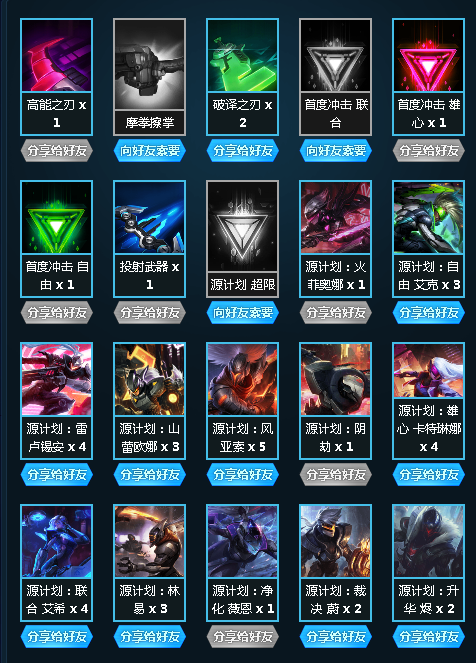 高能之刃 x
1
摩拳擦掌
破译之刃 x
2
首度冲击 联
合
首度冲击 雄
心 x 1
分享给好友
向好友索要
分享给好友
向好友索要
分享给好友
首度冲击 自
由 x 1
投射武器 x
1
源计划 超限
源计划：火
菲奥娜 x 1
源计划：自
由 艾克 x 3
分享给好友
分享给好友
向好友索要
分享给好友
分享给好友
源计划：雷
卢锡安 x 4
源计划：山
蕾欧娜 x 3
源计划：风
亚索 x 5
源计划：阴
劫 x 1
源计划：雄
心 卡特琳娜
x 4
分享给好友
分享给好友
分享给好友
分享给好友
分享给好友
源计划：联
合 艾希 x 4
源计划：林
易 x 3
源计划：净
化 薇恩 x 1
源计划：裁
决 蔚 x 2
源计划：升
华 烬 x 2
分享给好友
分享给好友
分享给好友
分享给好友
分享给好友